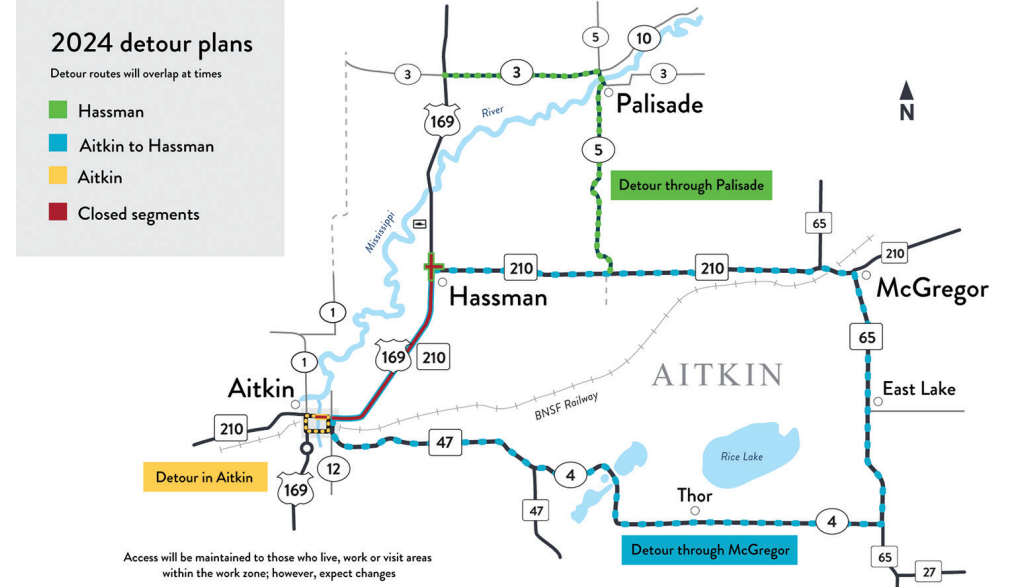 2024 detour plans
Detour routes will overlap at times
Hassman
Aitkin to Hassman
Aitkin
Closed segments
5
10
3
3
3
Palisade
N
169
River
5
Detour through Palisade
Mississippi
65
210
210
210
McGregor
Hassman
1
65
169
210
1
AITKIN
Aitkin
East Lake
BNSF Railway
210
47
Rice Lake
12
4
Detour in Aitkin
169
Thor
47
4
Detour through McGregor
65
27
Access will be maintained to those who live, work or visit areas
within the work zone; however, expect changes